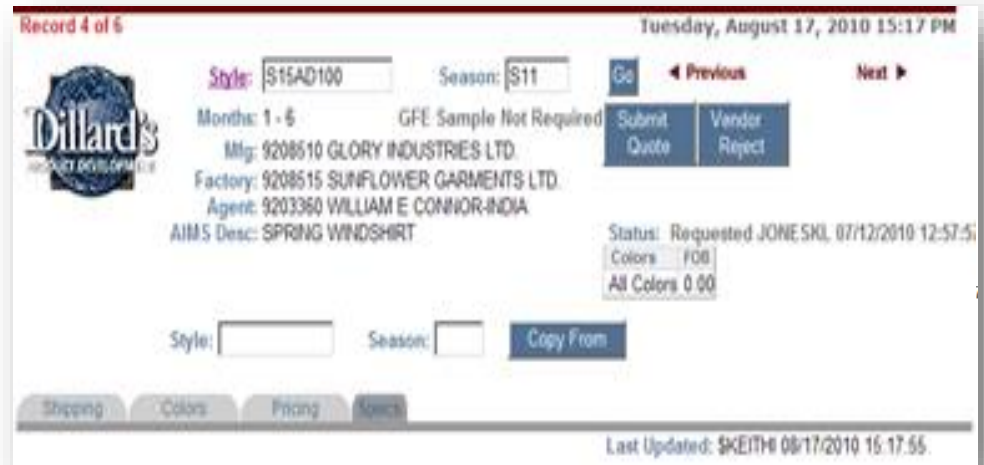 Record 4 of 6
Tuesday, August 17, 2010 15:17 PM
Style: S15AD100 Season: S11 Go ◄ Previous Next ►
Months: 1 - 6 GFE Sample Not Required Submit Quote Vendor Reject
Dillard's
PRODUCT DEVELOPMENT
Mfg: 9208510 GLORY INDUSTRIES LTD.
Factory: 9208515 SUNFLOWER GARMENTS LTD.
Agent: 9203360 WILLIAM E CONNOR-INDIA
AIMS Desc: SPRING WINDSHIRT
Status: Requested JONESKI, 07/12/2010 12:57:5
Colors FOB
All Colors 0.00
Style: Season: Copy From
Shipping Colors Pricing Specs
Last Updated: $KEITHI 08/17/2010 15:17:55